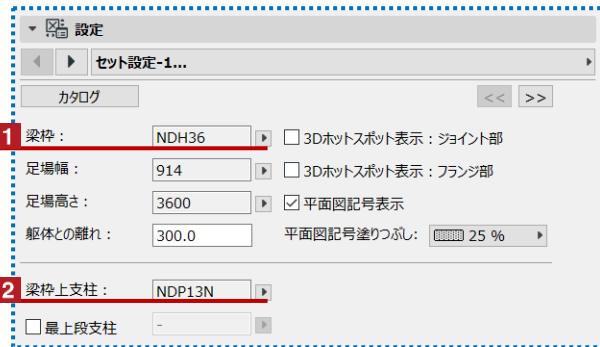 設定
セット設定-1...
カタログ << >>
1 梁枠： NDH36 3Dホットスポット表示：ジョイント部
足場幅： 914 3Dホットスポット表示：フランジ部
足場高さ： 3600 平面図記号表示
躯体との離れ： 300.0 平面図記号塗りつぶし: 25 %
2 梁枠上支柱： NDP13N
最上段支柱 -